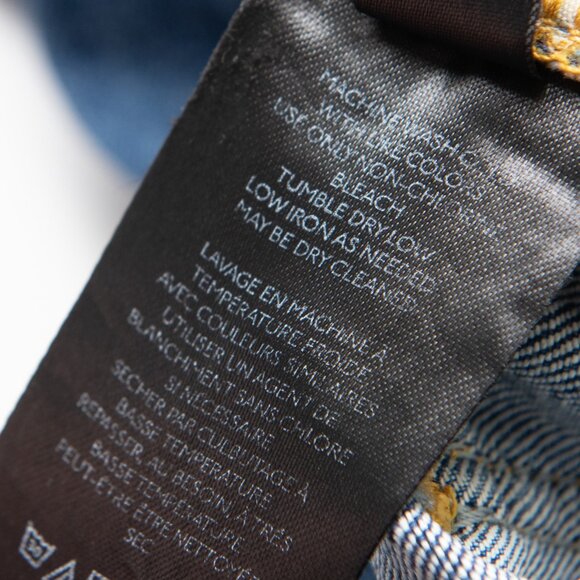 MACHINE WASH
WITH LIKE COLORS
USE ONLY NON-CHLORINE
BLEACH
TUMBLE DRY LOW
LOW IRON AS NEEDED
MAY BE DRY CLEANED
LAVAGE EN MACHINE À
TEMPÉRATURE FROIDE
AVEC COULEURS SIMILAIRES
UTILISER UN AGENT DE
BLANCHIMENT SANS CHLORE
SI NÉCESSAIRE
SECHER PAR CULBUTAGE À
BASSE TEMPÉRATURE
REPASSER, AU BESOIN, À TRÈS
BASSE TEMPÉRATURE
PEUT-ÊTRE ÊTRE NETTOYÉ
SEC
30